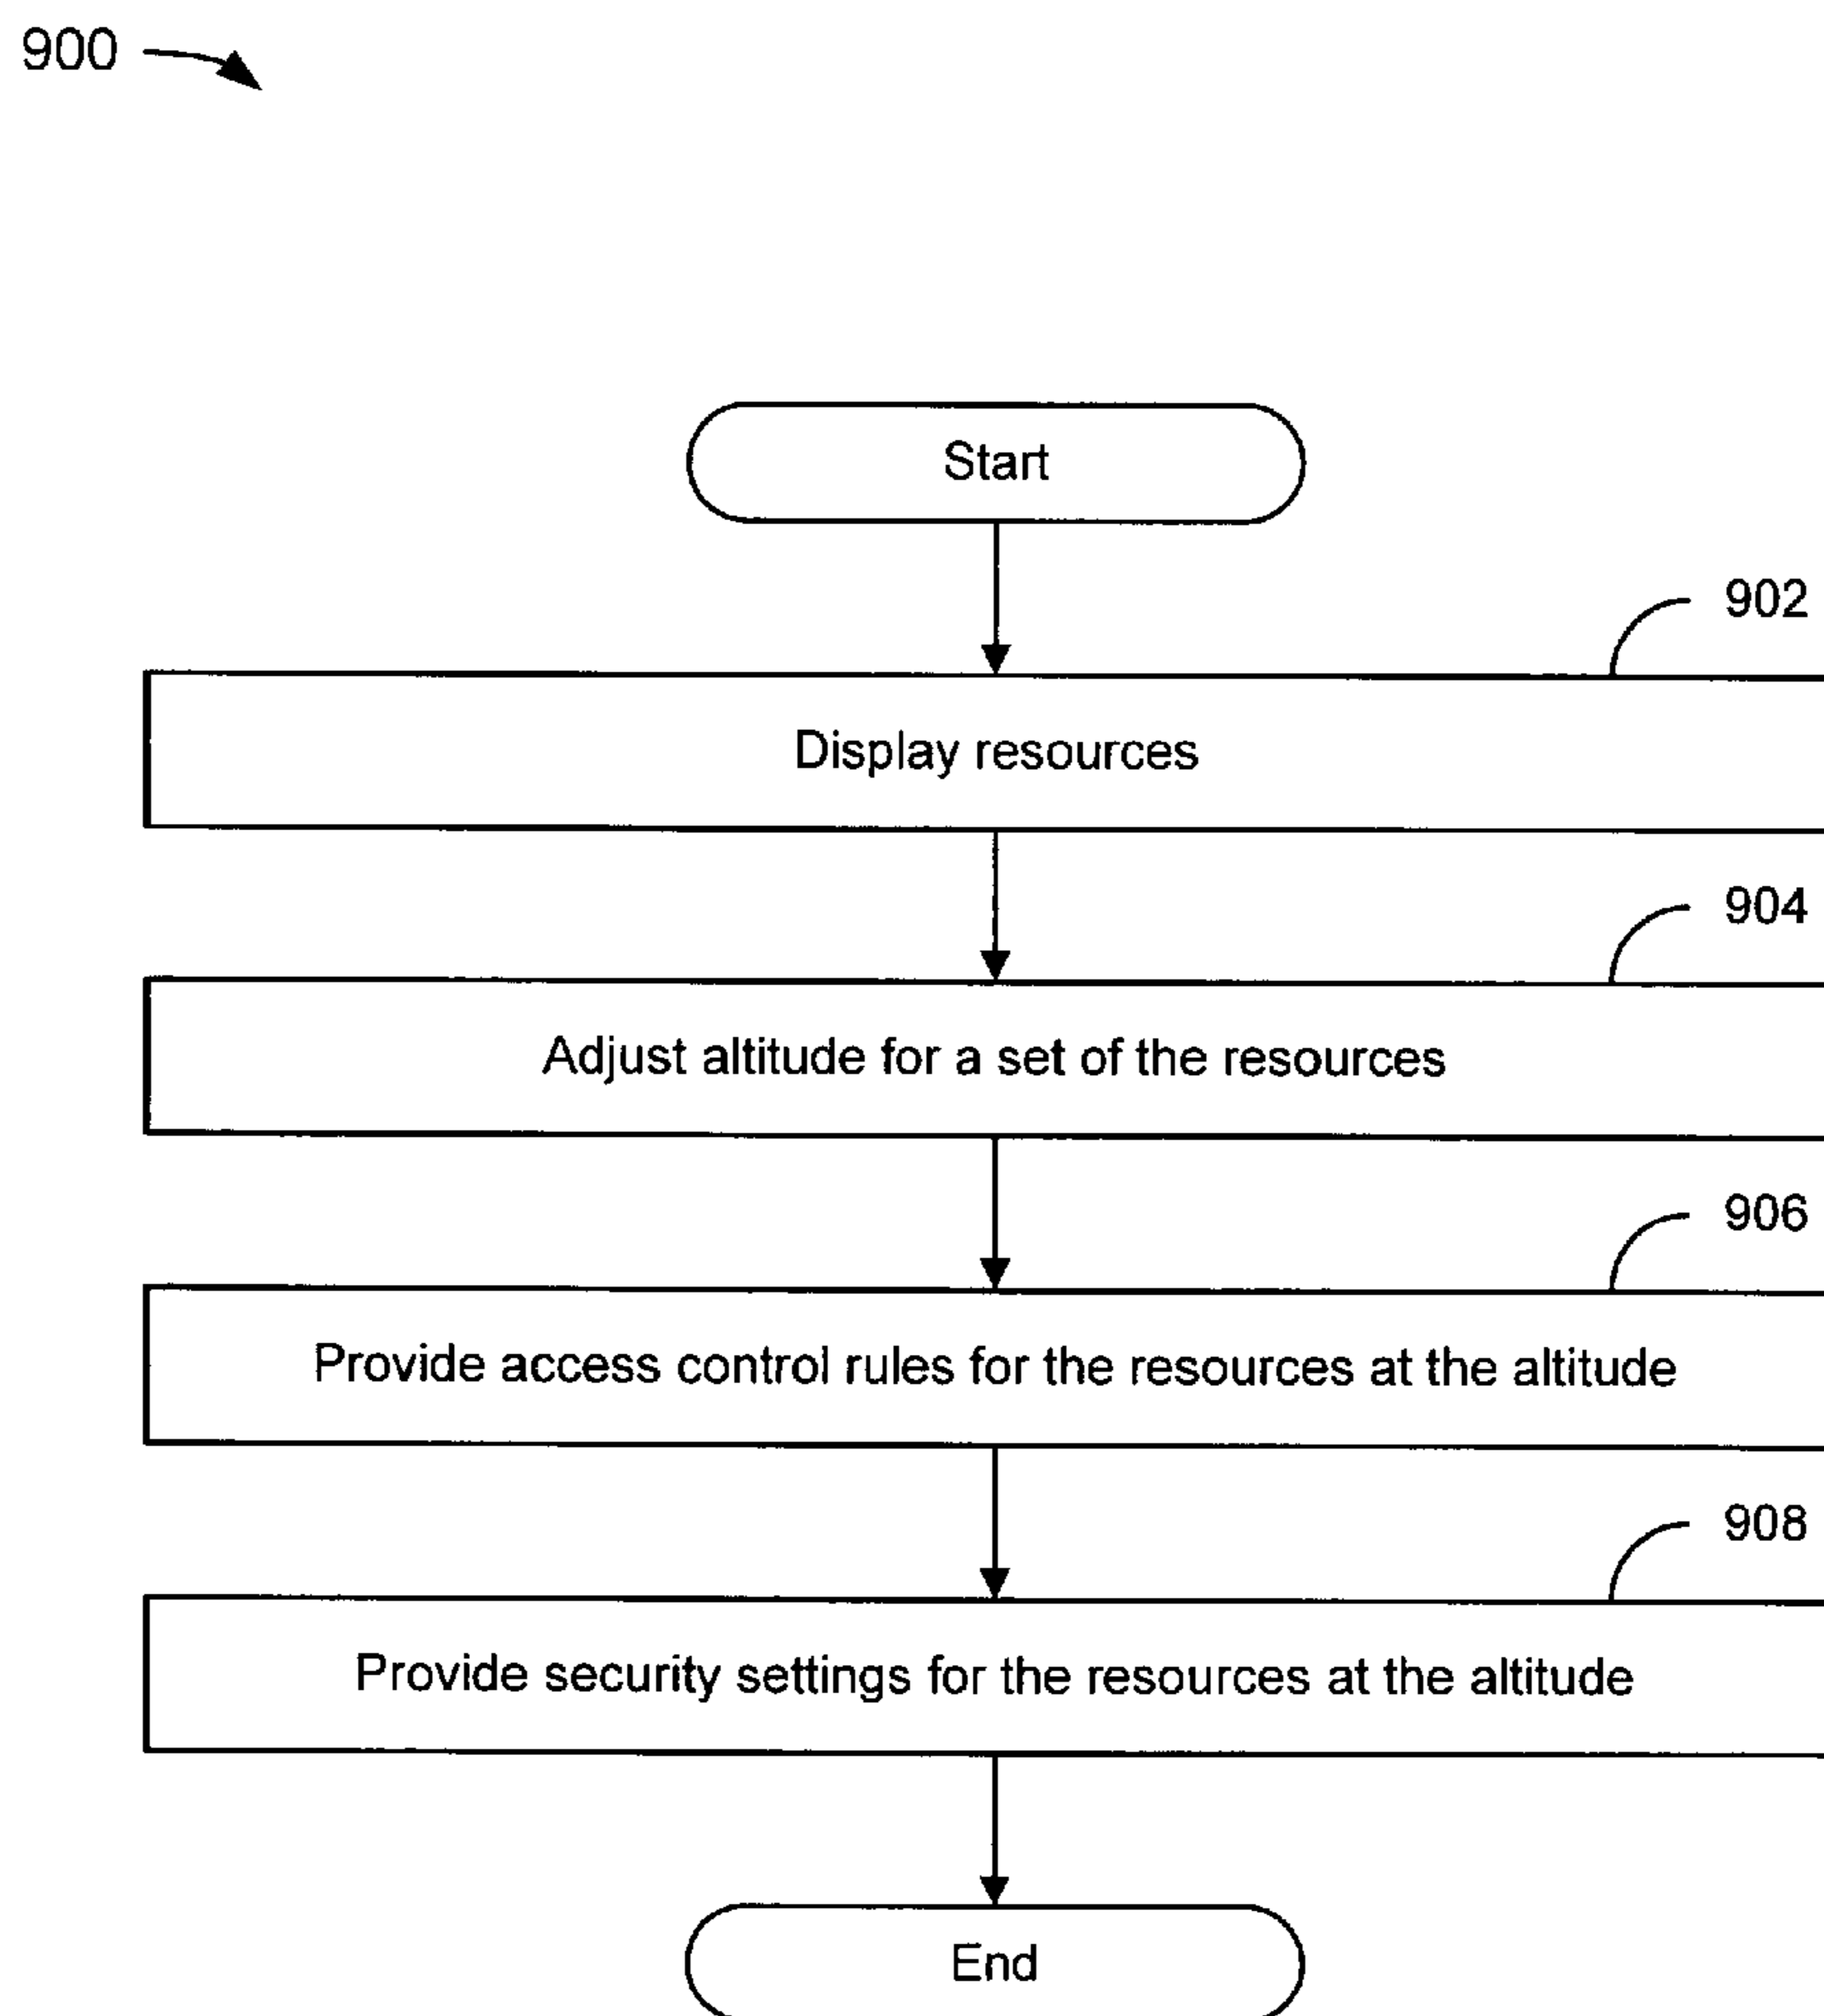 900
Start
902
Display resources
904
Adjust altitude for a set of the resources
906
Provide access control rules for the resources at the altitude
908
Provide security settings for the resources at the altitude
End